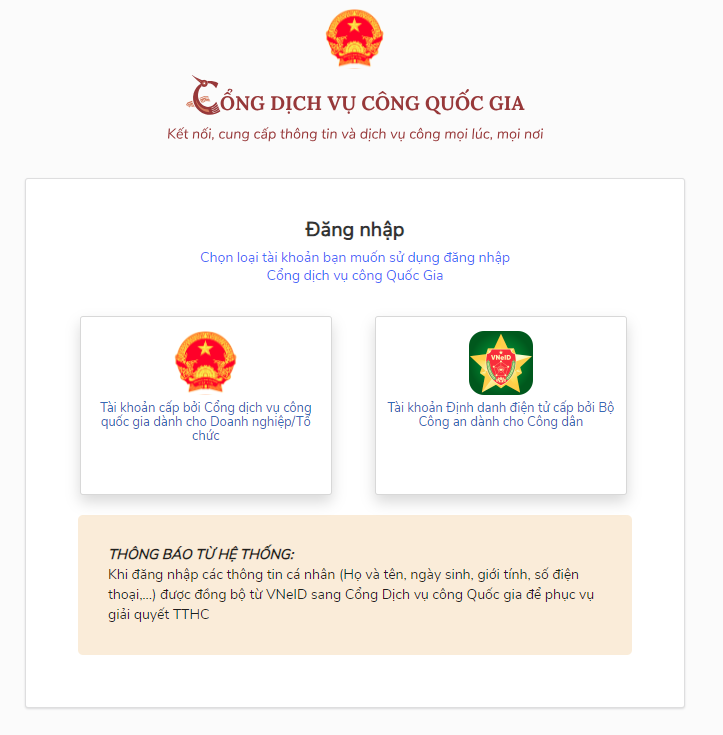 CỔNG DỊCH VỤ CÔNG QUỐC GIA
Kết nối, cung cấp thông tin và dịch vụ công mọi lúc, mọi nơi
Đăng nhập
Chọn loại tài khoản bạn muốn sử dụng đăng nhập
Cổng dịch vụ công Quốc Gia
Tài khoản cấp bởi Cổng dịch vụ công
quốc gia dành cho Doanh nghiệp/Tổ
chức
VNeID
Tài khoản Định danh điện tử cấp bởi Bộ
Công an dành cho Công dân
THÔNG BÁO TỪ HỆ THỐNG:
Khi đăng nhập các thông tin cá nhân (Họ và tên, ngày sinh, giới tính, số điện
thoại,...) được đồng bộ từ VNeID sang Cổng Dịch vụ công Quốc gia để phục vụ
giải quyết TTHC